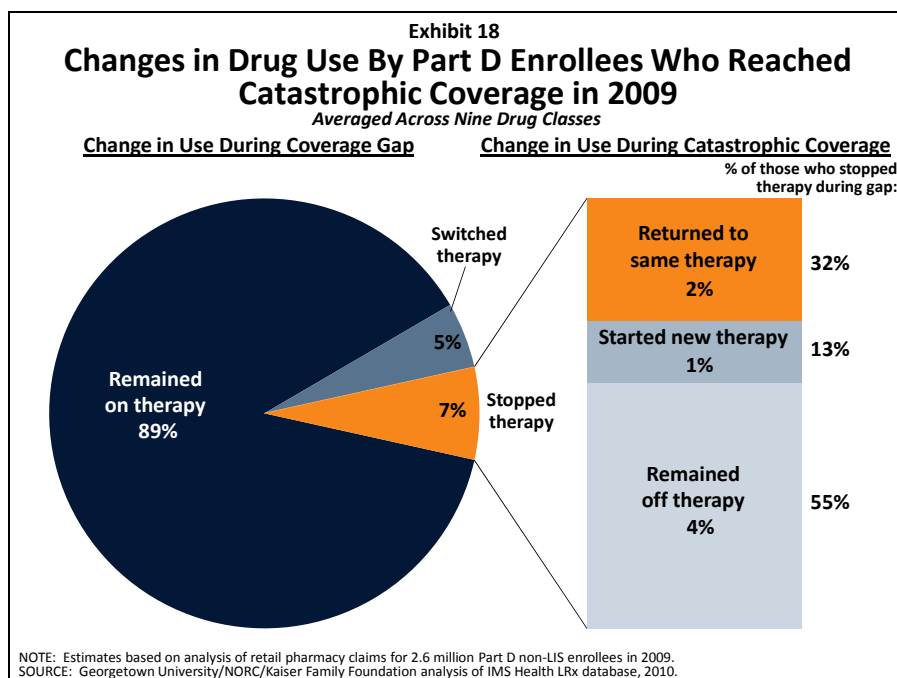 Exhibit 18
Changes in Drug Use By Part D Enrollees Who Reached
Catastrophic Coverage in 2009
Averaged Across Nine Drug Classes
Change in Use During Coverage Gap
Change in Use During Catastrophic Coverage
% of those who stopped
therapy during gap:
Switched
therapy
5%
Remained
on therapy
89%
7%
Stopped
therapy
Returned to
same therapy
2%
32%
Started new therapy
1%
13%
Remained
off therapy
4%
55%
NOTE: Estimates based on analysis of retail pharmacy claims for 2.6 million Part D non-LIS enrollees in 2009.
SOURCE: Georgetown University/NORC/Kaiser Family Foundation analysis of IMS Health LRx database, 2010.